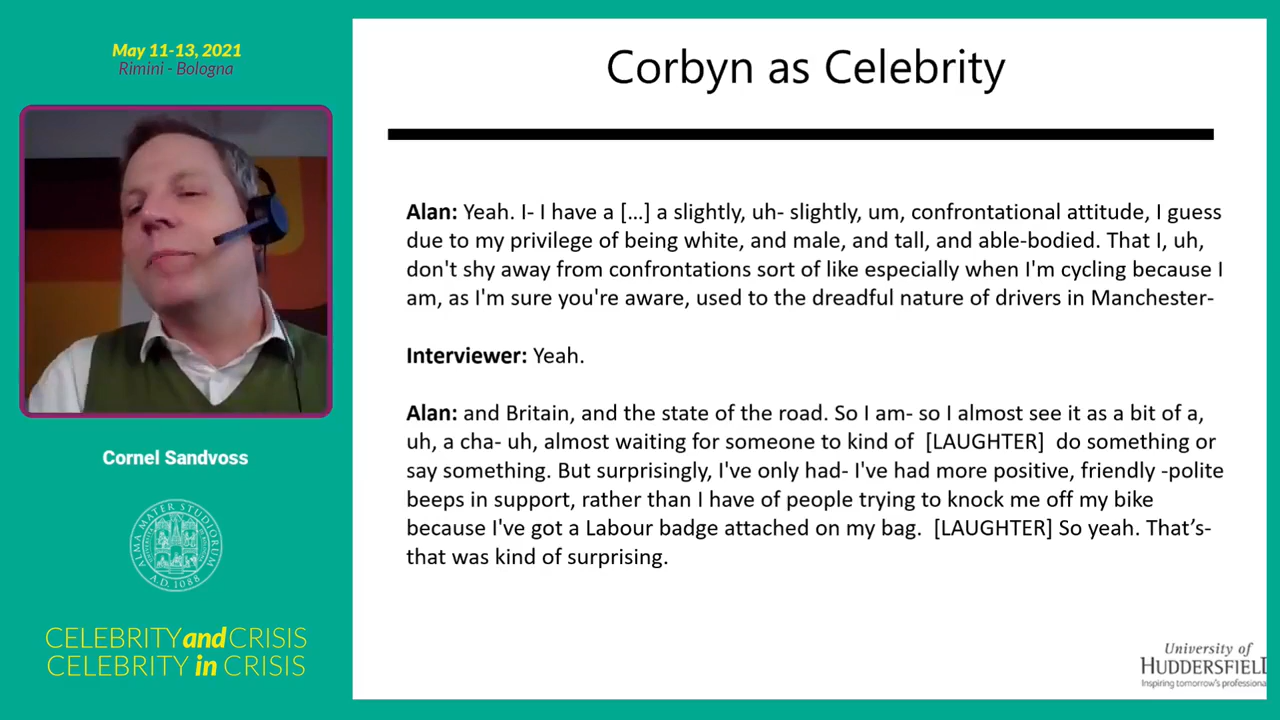 May 11-13, 2021
Rimini - Bologna
Cornel Sandvoss
ALMA MATER STUDIORUM
A.D. 1088
CELEBRITY and CRISIS
CELEBRITY in CRISIS
Corbyn as Celebrity
Alan: Yeah. I- I have a [...] a slightly, uh- slightly, um, confrontational attitude, I guess
due to my privilege of being white, and male, and tall, and able-bodied. That I, uh,
don't shy away from confrontations sort of like especially when I'm cycling because I
am, as I'm sure you're aware, used to the dreadful nature of drivers in Manchester-
Interviewer: Yeah.
Alan: and Britain, and the state of the road. So I am- so I almost see it as a bit of a,
uh, a cha- uh, almost waiting for someone to kind of [LAUGHTER] do something or
say something. But surprisingly, I've only had- I've had more positive, friendly -polite
beeps in support, rather than I have of people trying to knock me off my bike
because I've got a Labour badge attached on my bag. [LAUGHTER] So yeah. That’s-
that was kind of surprising.
University of
HUDDERSFIELD
Inspiring tomorrow's professiona